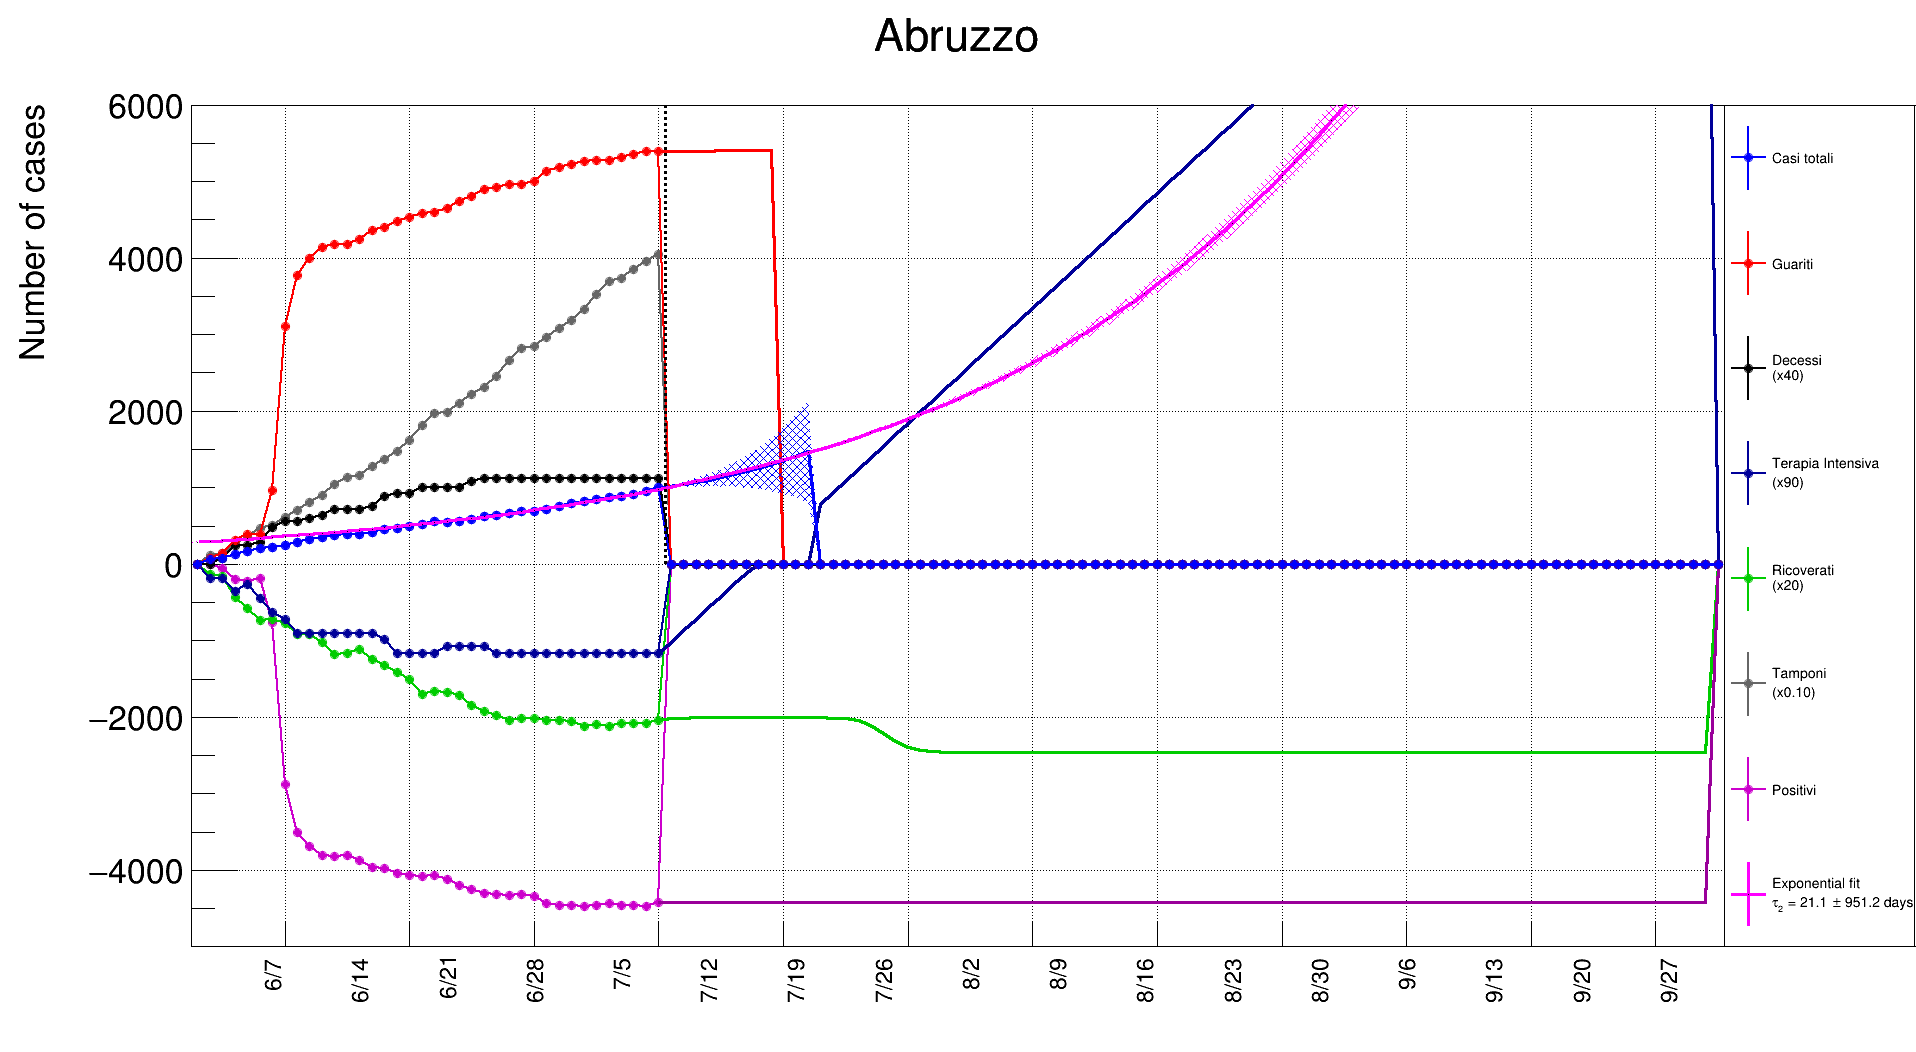 Abruzzo
Number of cases
6000
4000
2000
0
−2000
−4000
6/7
6/14
6/21
6/28
7/5
7/12
7/19
7/26
8/2
8/9
8/16
8/23
8/30
9/6
9/13
9/20
9/27
Casi totali
Guariti
Decessi
(x40)
Terapia Intensiva
(x90)
Ricoverati
(x20)
Tamponi
(x0.10)
Positivi
Exponential fit
τ2 = 21.1 ± 951.2 days